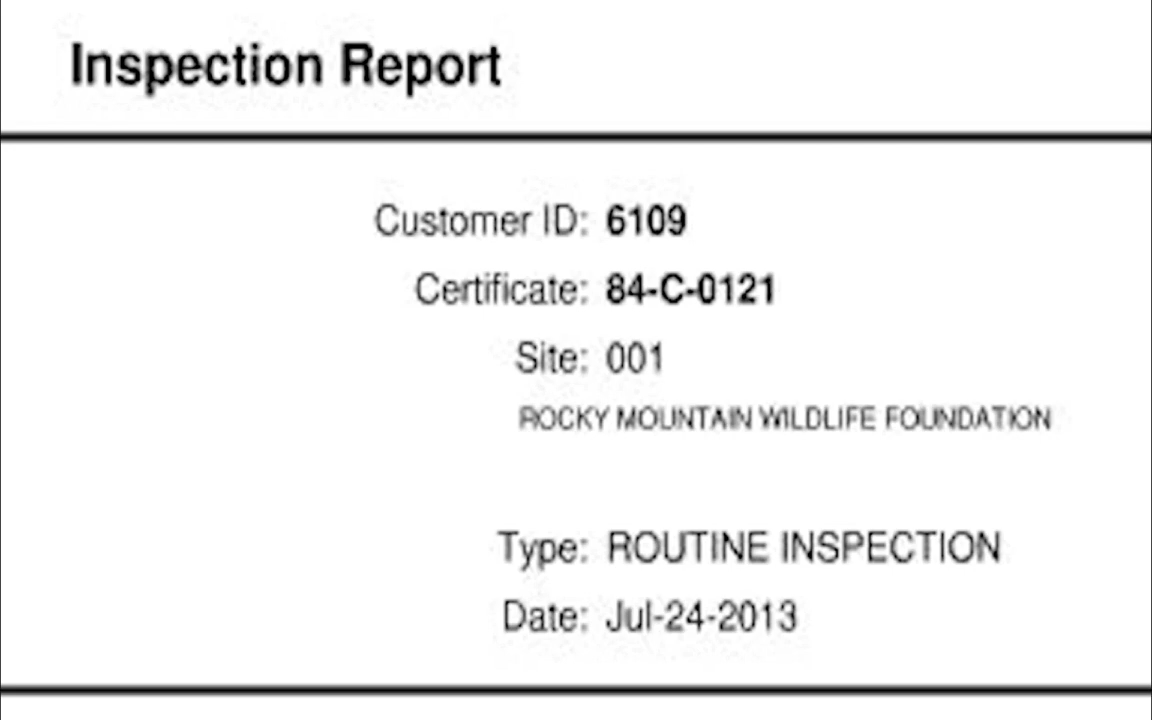 Inspection Report
Customer ID: 6109
Certificate: 84-C-0121
Site: 001
ROCKY MOUNTAIN WILDLIFE FOUNDATION
Type: ROUTINE INSPECTION
Date: Jul-24-2013